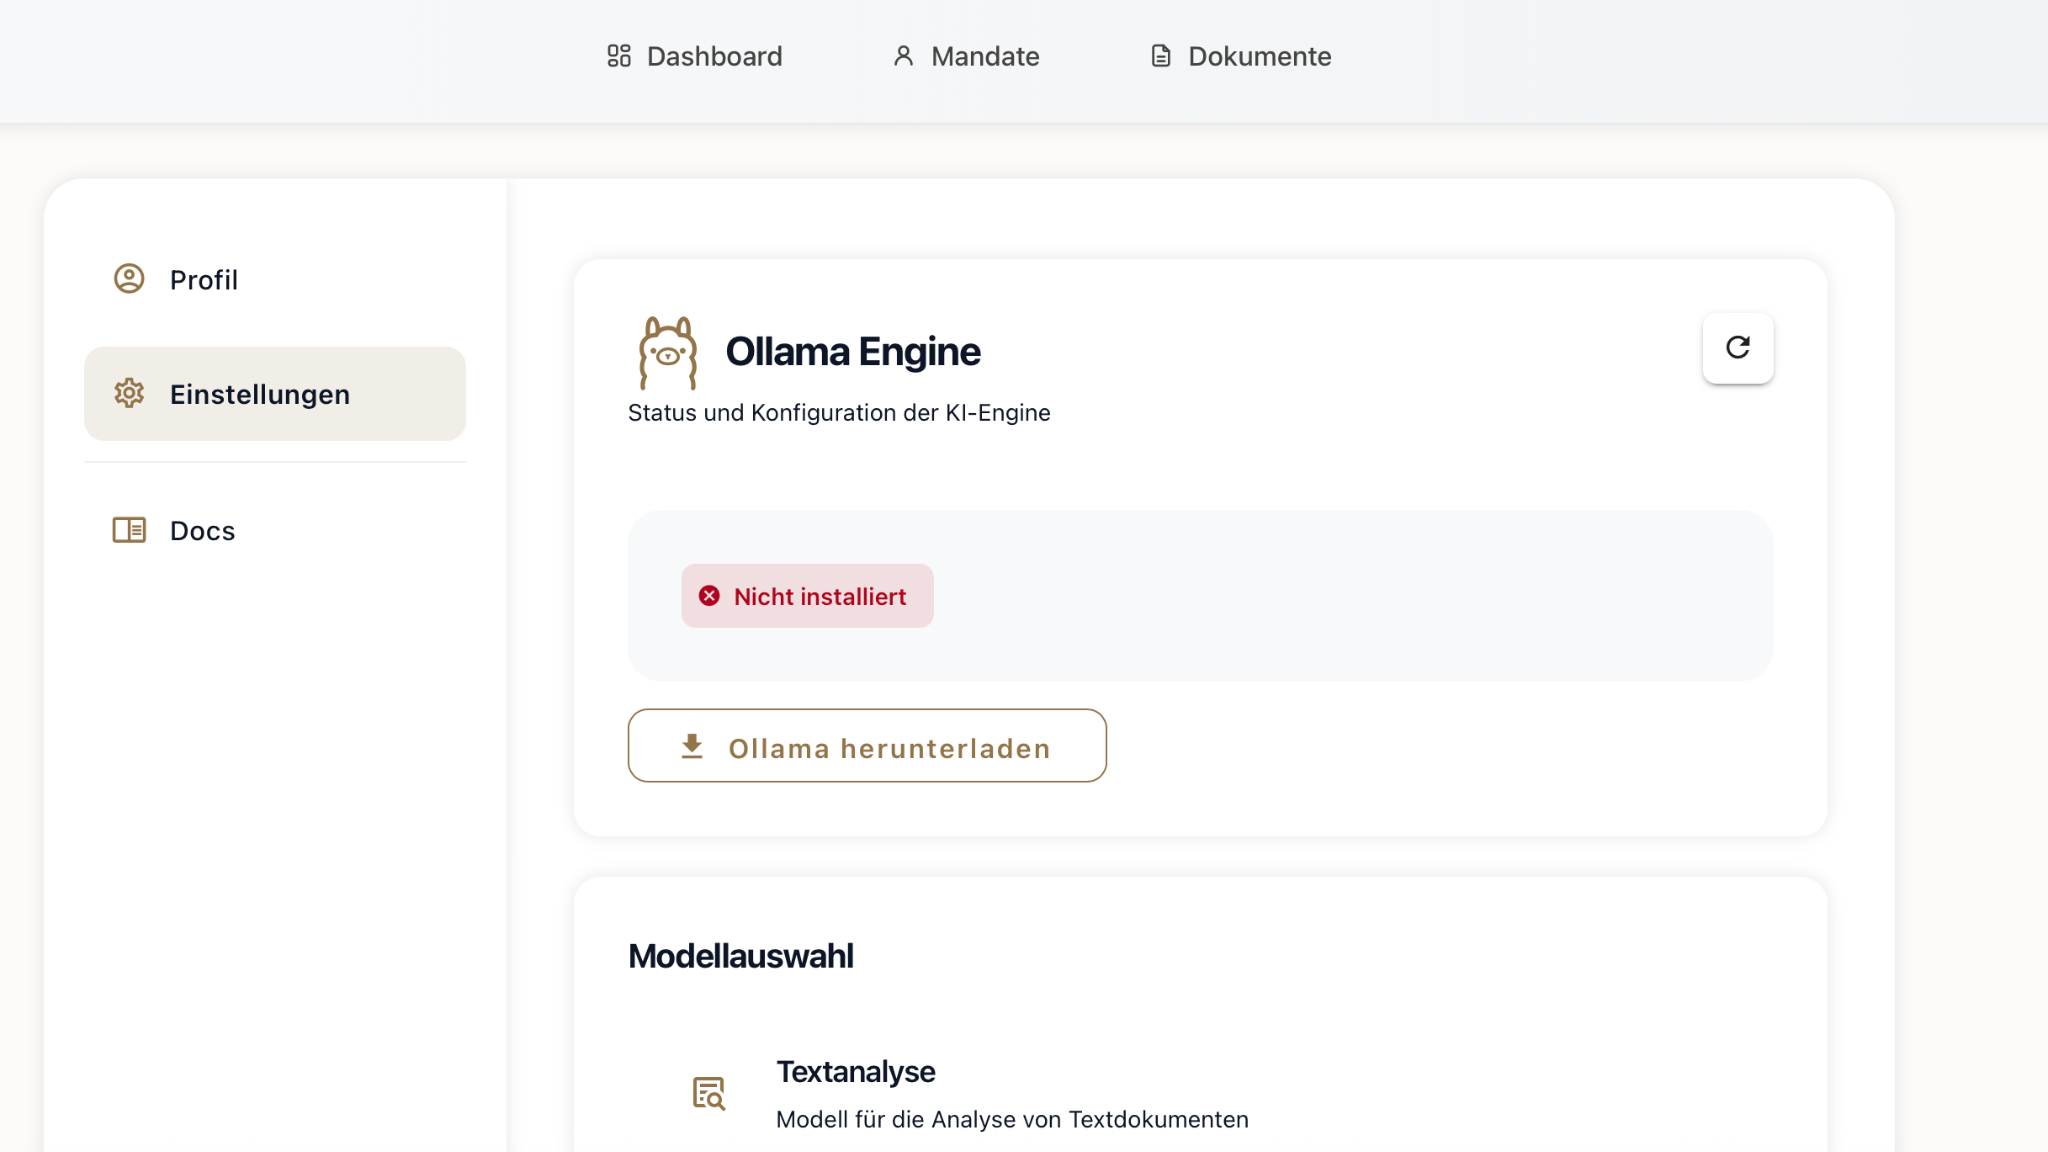 Dashboard
Mandate
Dokumente
Profil
Einstellungen
Docs
Ollama Engine
Status und Konfiguration der KI-Engine
Nicht installiert
Ollama herunterladen
Modellauswahl
Textanalyse
Modell für die Analyse von Textdokumenten